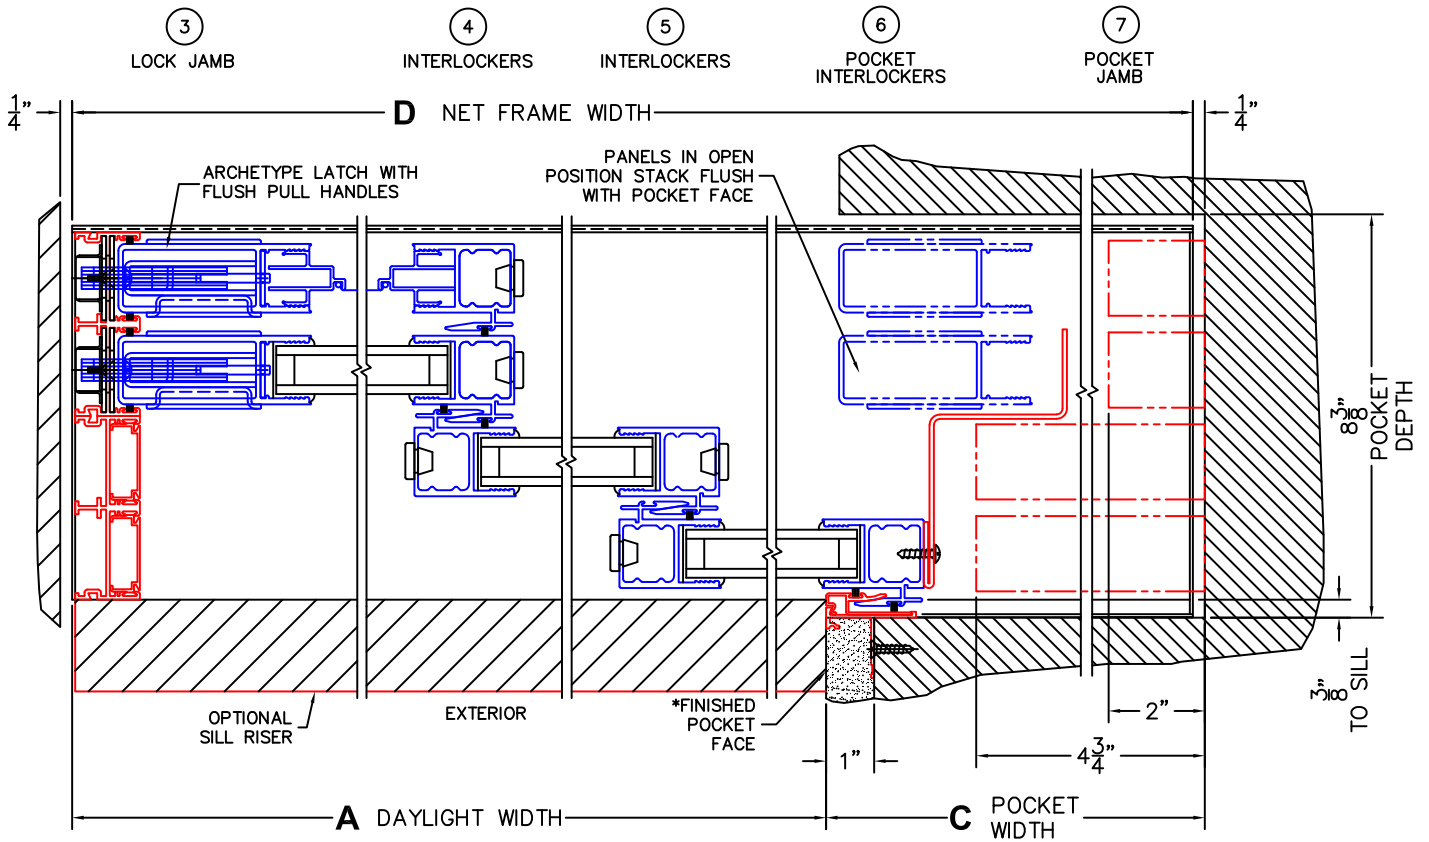 3
LOCK JAMB
4
INTERLOCKERS
5
INTERLOCKERS
6
POCKET
INTERLOCKERS
7
POCKET
JAMB
1/4"
D NET FRAME WIDTH
1/4"
ARCHETYPE LATCH WITH
FLUSH PULL HANDLES
PANELS IN OPEN
POSITION STACK FLUSH
WITH POCKET FACE
8 3/8"
POCKET
DEPTH
3/8"
TO SILL
OPTIONAL
SILL RISER
EXTERIOR
*FINISHED
POCKET
FACE
2"
1"
4 3/4"
A DAYLIGHT WIDTH
C POCKET
WIDTH